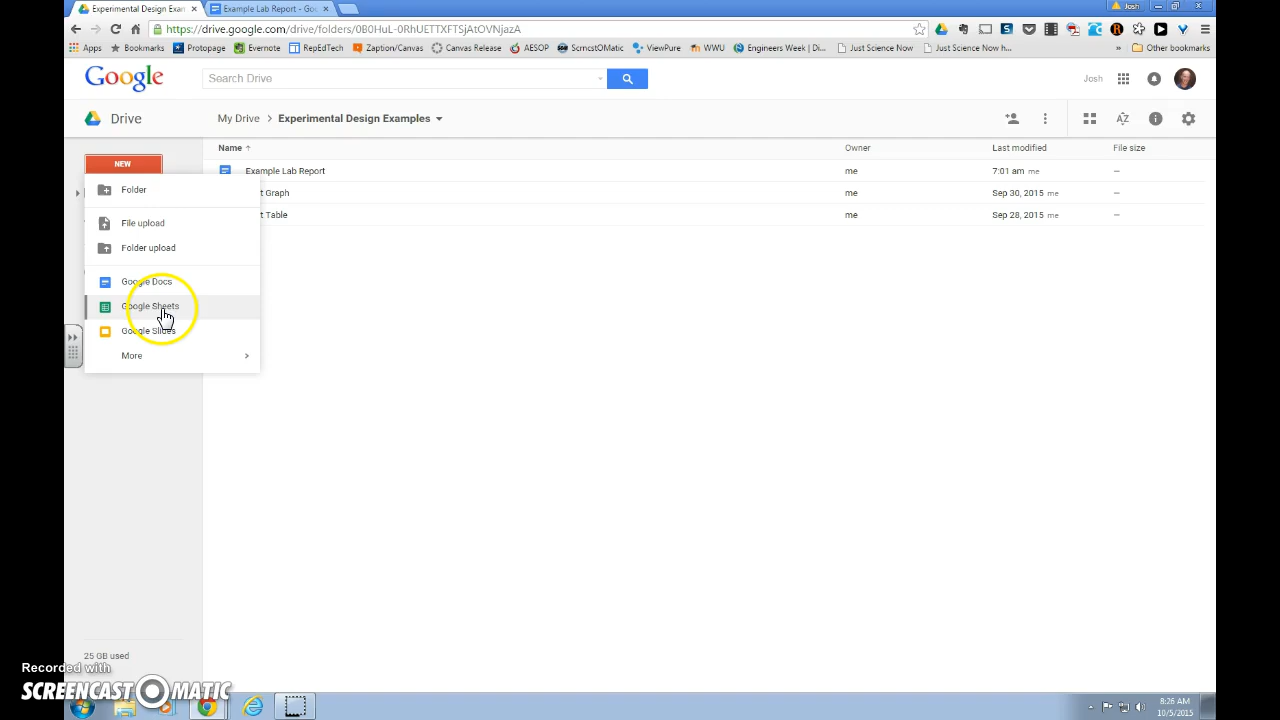 Experimental Design Exan
Example Lab Report - Goo
Josh
https://drive.google.com/drive/folders/0B0HuL-0RhUETTXFTSjAtOVNjazA
Apps Bookmarks Protopage Evernote RepEdTech Zaption/Canvas Canvas Release AESOP ScrncstOMatic ViewPure WWU Engineers Week | Di... Just Science Now Just Science Now h... » Other bookmarks
Google Search Drive Josh
Drive My Drive > Experimental Design Examples
Name Owner Last modified File size
NEW
Example Lab Report me 7:01 am me –
Folder
t Graph me Sep 30, 2015 me –
t Table me Sep 28, 2015 me –
File upload
Folder upload
Google Docs
Google Sheets
Google Slides
More
25 GB used
Recorded with
SCREENCAST-O-MATIC
8:26 AM
10/5/2015